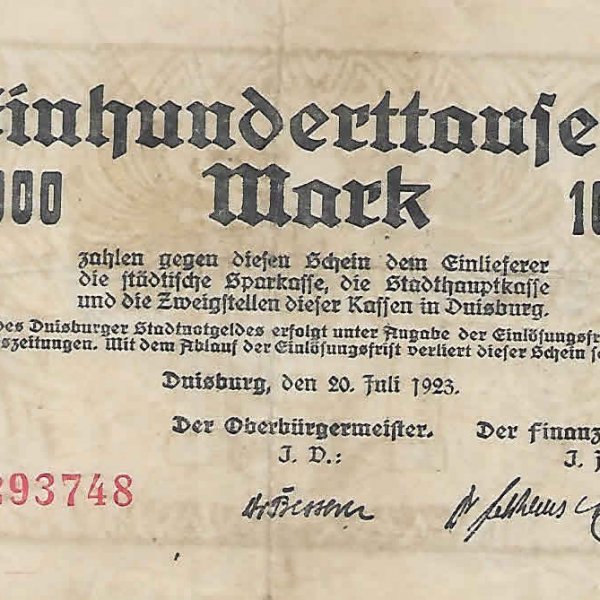 Einhunderttause
000 Mark 10
zahlen gegen diesen Schein dem Einlieferer
die städtische Sparkasse, die Stadthauptkasse
und die Zweigstellen dieser Kassen in Duisburg.
des Duisburger Stadtnotgeldes erfolgt unter Angabe der Einlösungsfr
szeitungen. Mit dem Ablauf der Einlösungsfrist verliert dieser Schein s
Duisburg, den 20. Juli 1923.
Der Oberbürgermeister. Der Finanz
J. V.: J.
293748